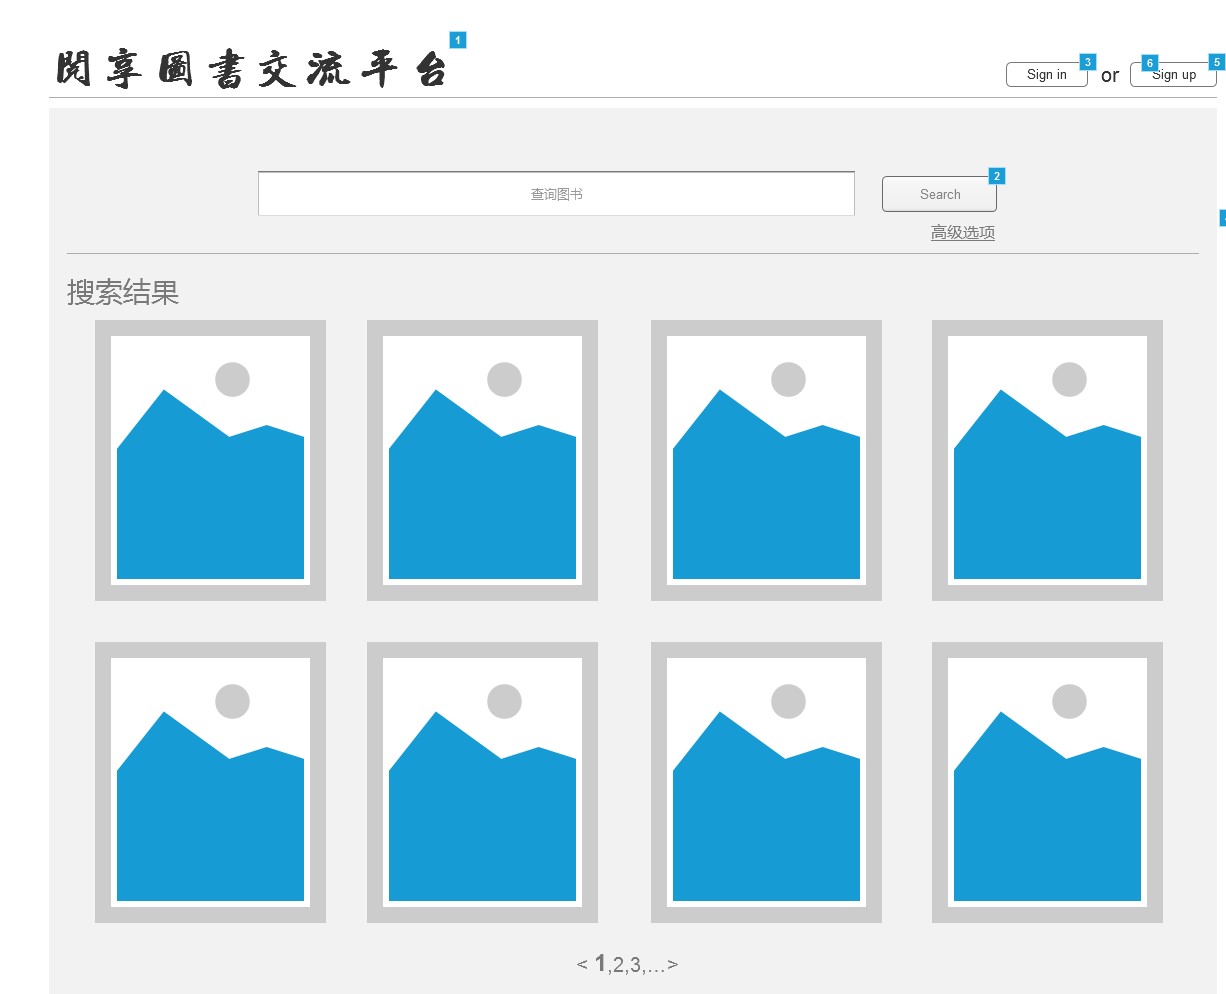 閱享圖書交流平台
1
Sign in
3
or
6
Sign up
5
查询图书
Search
2
高级选项
搜索结果
< 1,2,3,...>